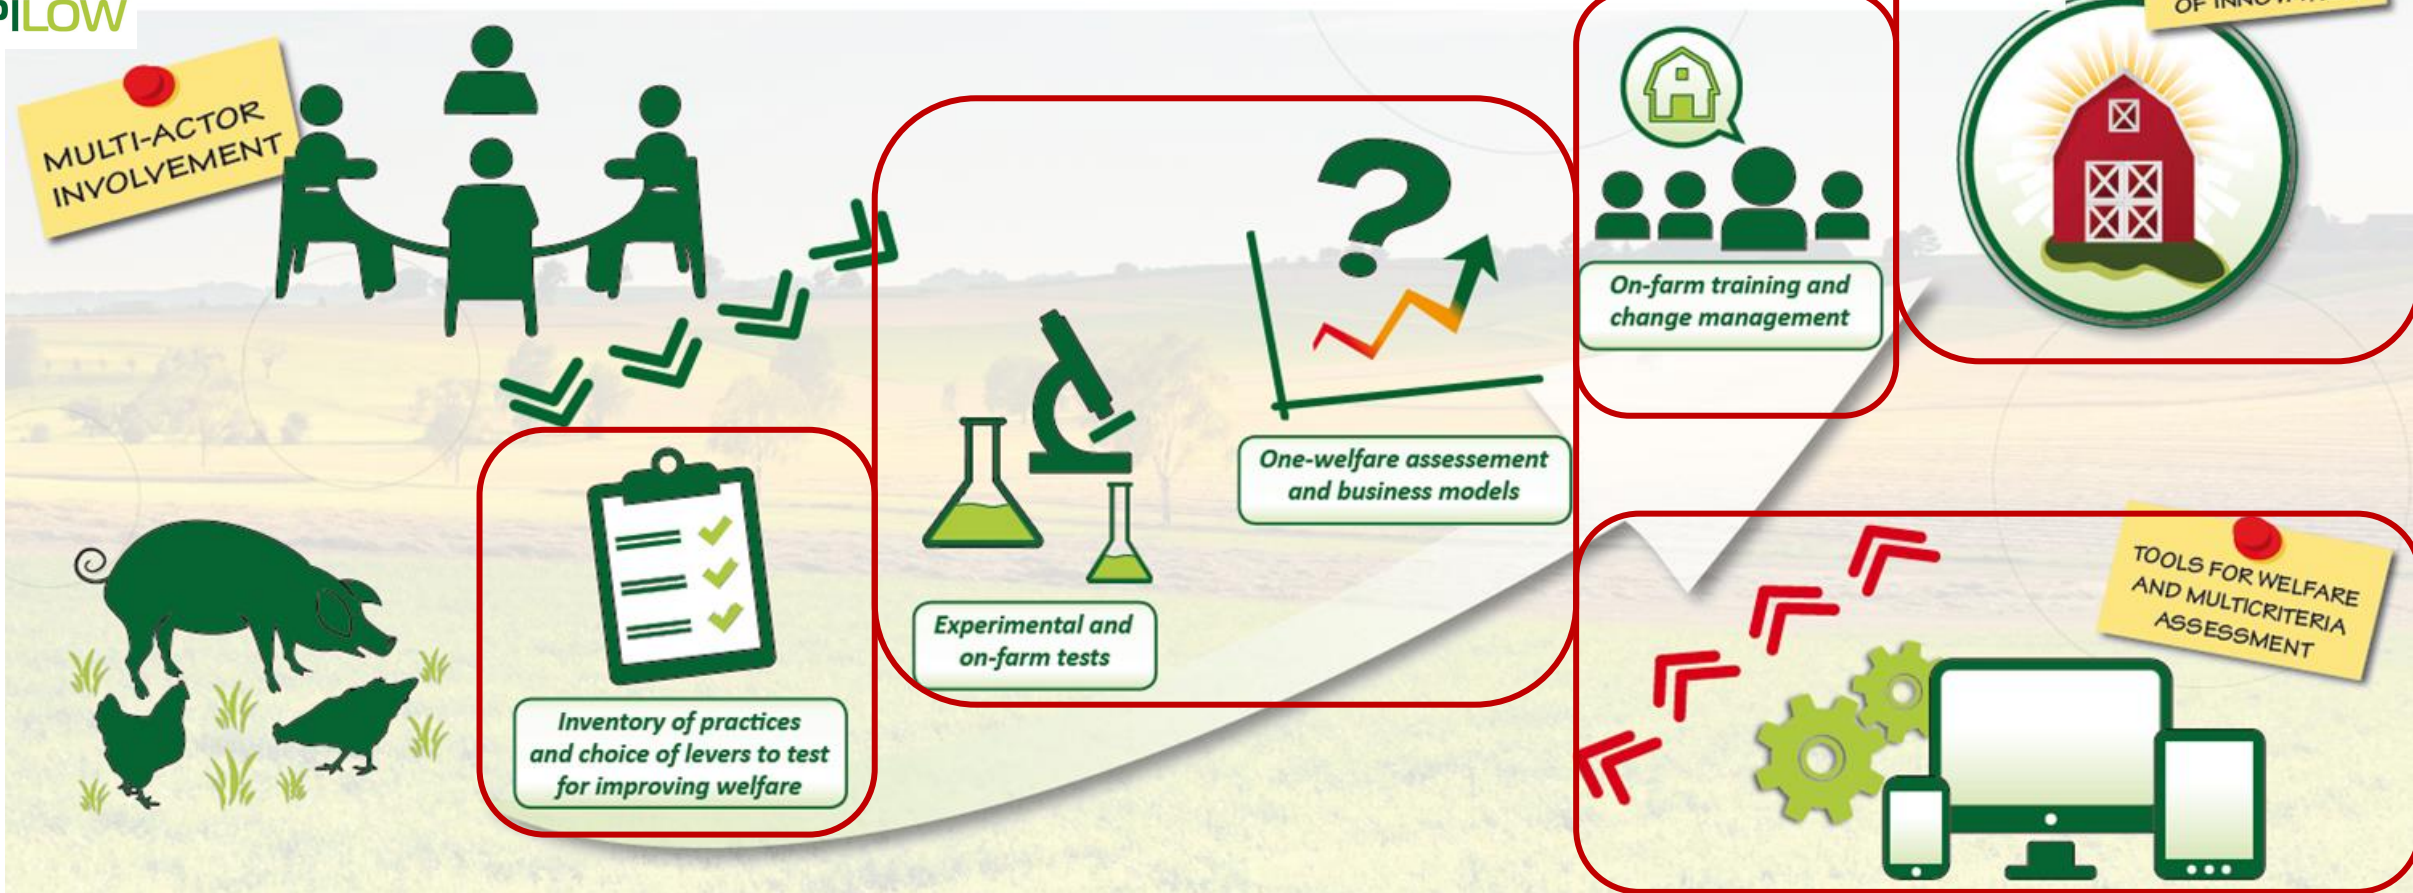 PILOW
OF
MULTI-ACTOR
INVOLVEMENT
On-farm training and
change management
One-welfare assessement
and business models
TOOLS FOR WELFARE
AND MULTICRITERIA
ASSESSMENT
Experimental and
on-farm tests
Inventory of practices
and choice of levers to test
for improving welfare